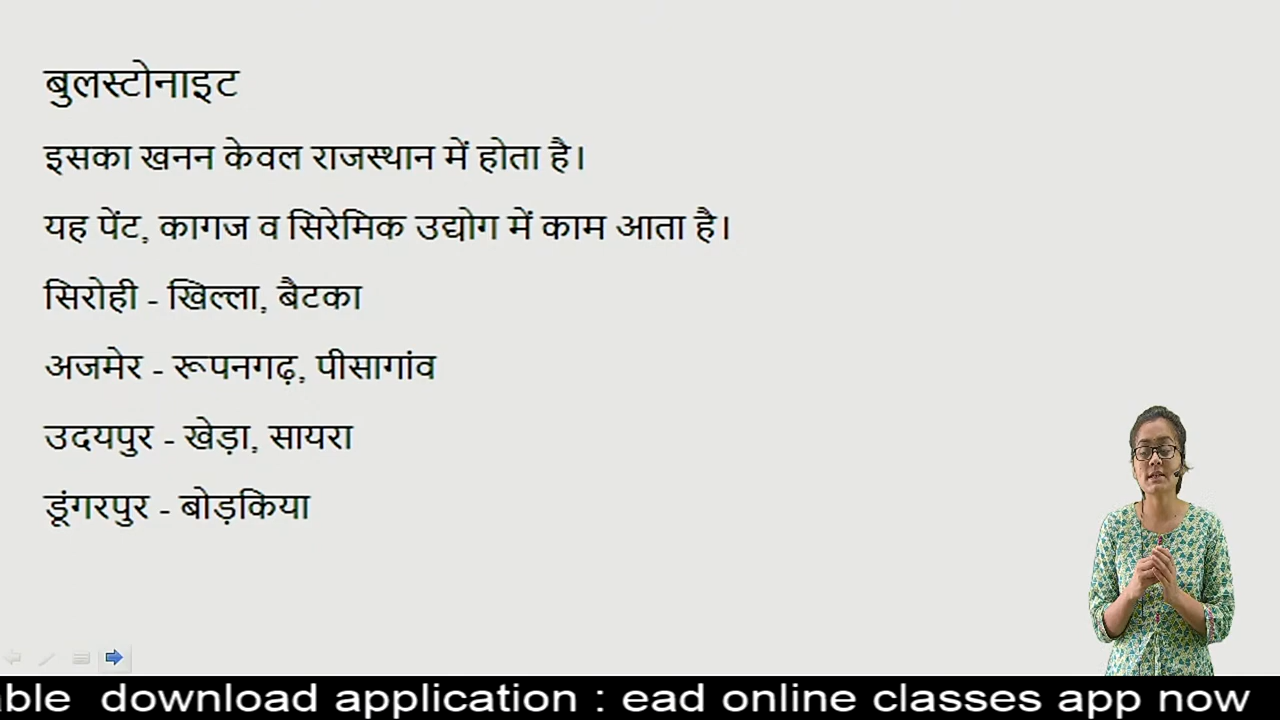 बुलस्टोनाइट
इसका खनन केवल राजस्थान में होता है।
यह पेंट, कागज व सिरेमिक उद्योग में काम आता है।
सिरोही - खिल्ला, बैटका
अजमेर - रूपनगढ़, पीसागांव
उदयपुर - खेड़ा, सायरा
डूंगरपुर - बोड़किया
able download application : ead online classes app now